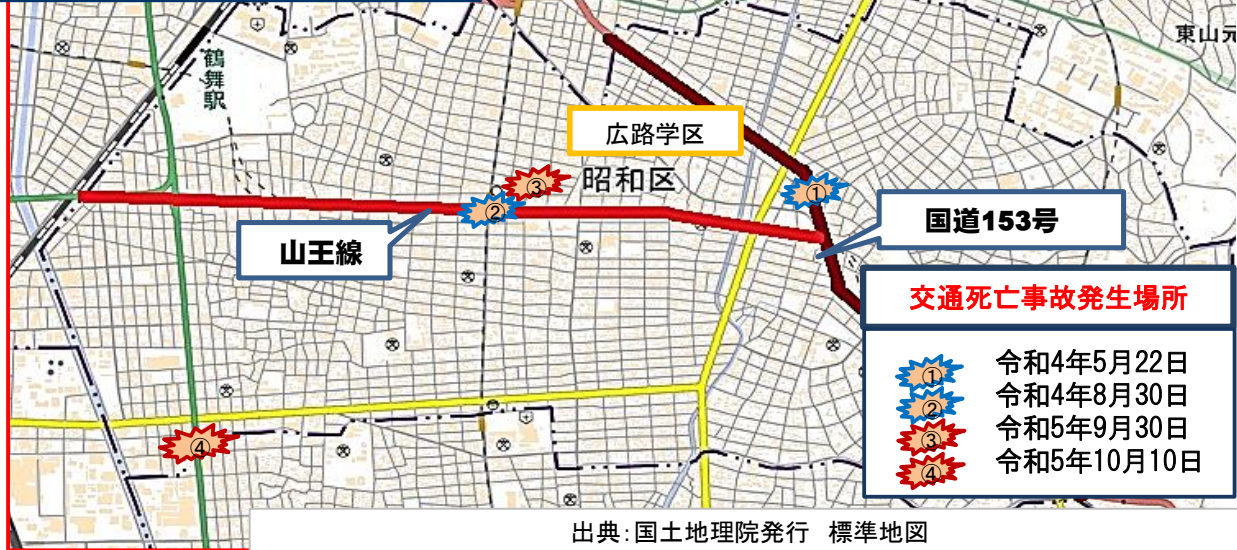 東山元
鶴舞駅
広路学区
昭和区
③
①
②
国道153号
山王線
交通死亡事故発生場所
① 令和4年5月22日
② 令和4年8月30日
③ 令和5年9月30日
④ 令和5年10月10日
④
出典:国土地理院発行 標準地図